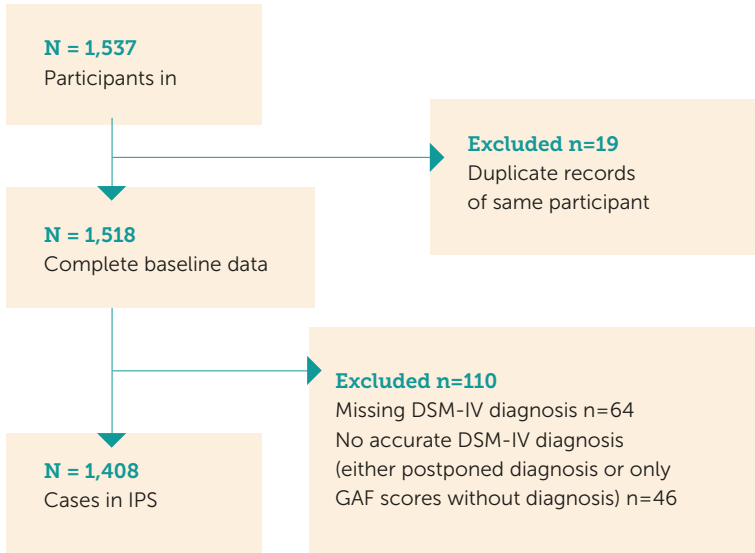 N = 1,537
Participants in
Excluded n=19
Duplicate records
of same participant
N = 1,518
Complete baseline data
Excluded n=110
Missing DSM-IV diagnosis n=64
No accurate DSM-IV diagnosis
(either postponed diagnosis or only
GAF scores without diagnosis) n=46
N = 1,408
Cases in IPS